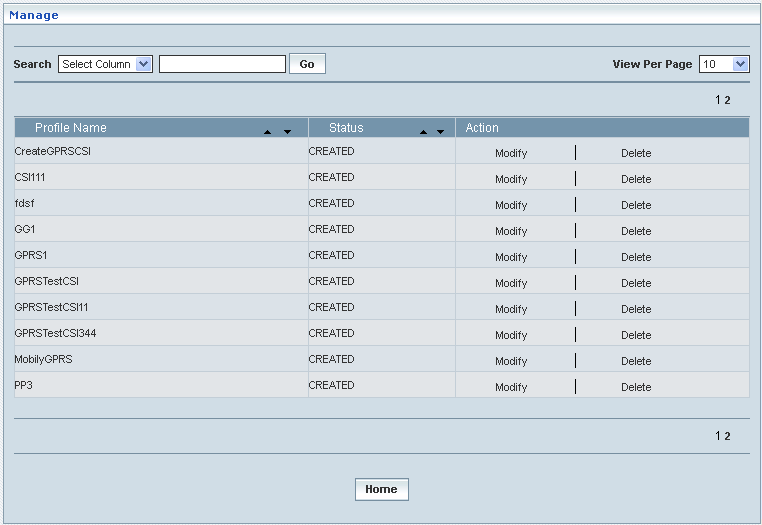 Manage
Search Select Column Go View Per Page 10
1 2
Profile Name Status Action
CreateGPRSCSI CREATED Modify Delete
CSI111 CREATED Modify Delete
fdsf CREATED Modify Delete
GG1 CREATED Modify Delete
GPRS1 CREATED Modify Delete
GPRSTestCSI CREATED Modify Delete
GPRSTestCSI11 CREATED Modify Delete
GPRSTestCSI344 CREATED Modify Delete
MobilyGPRS CREATED Modify Delete
PP3 CREATED Modify Delete
1 2
Home